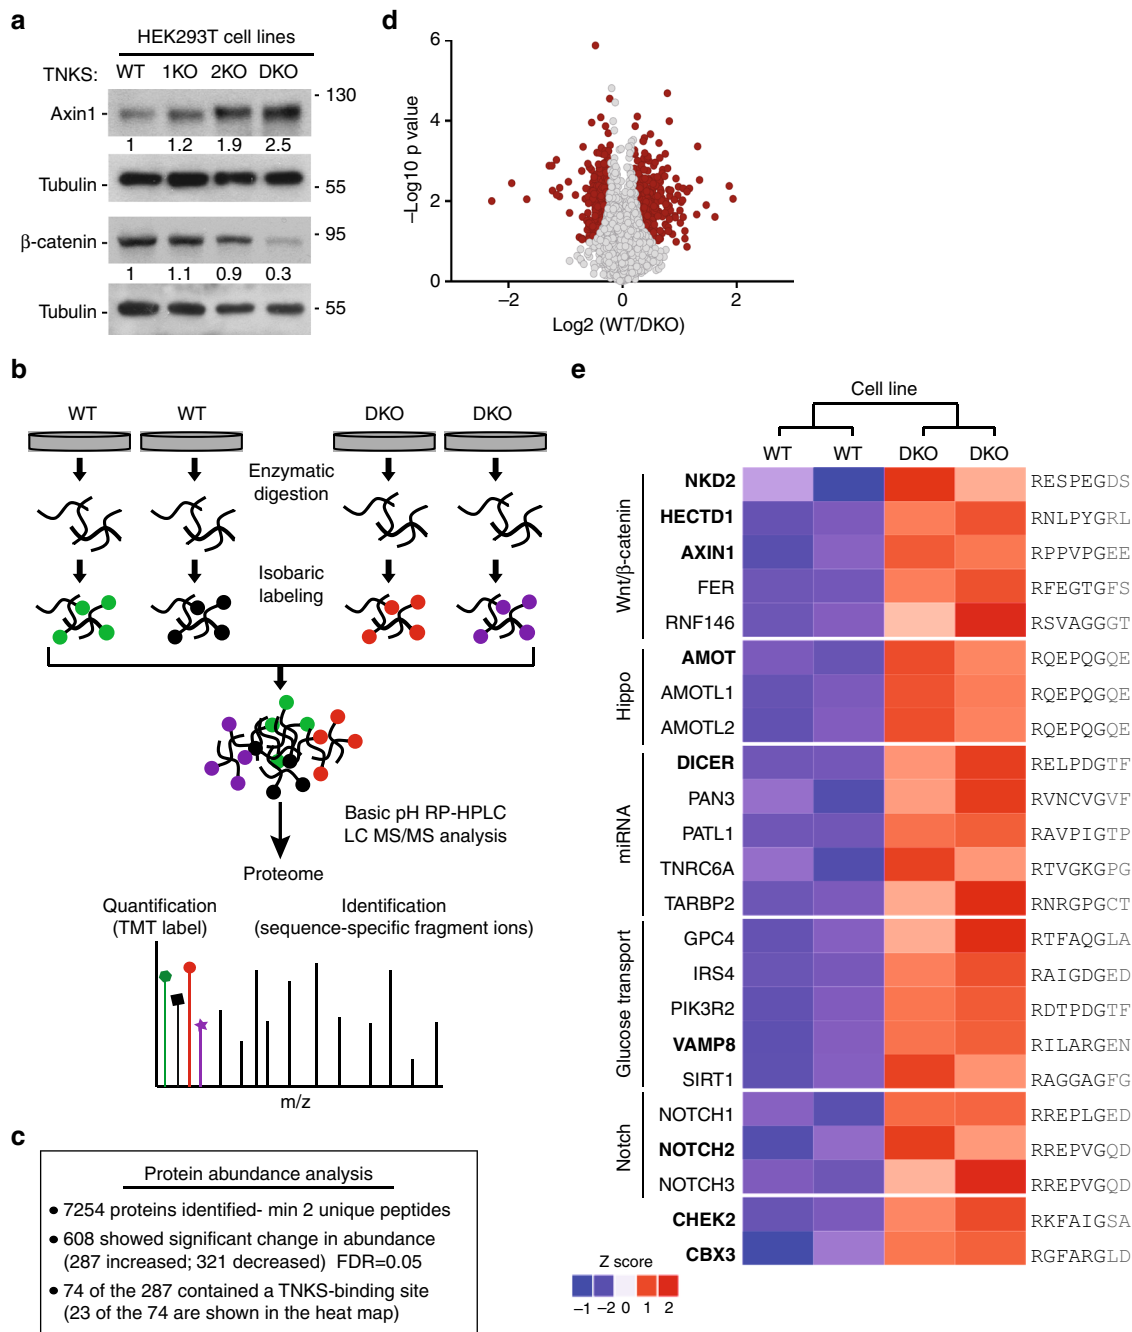 a
HEK293T cell lines
TNKS: WT 1KO 2KO DKO
Axin1 - - 130
1 1.2 1.9 2.5
Tubulin - - 55
β-catenin - - 95
1 1.1 0.9 0.3
Tubulin - - 55
d
6
4
2
0
–Log10 p value
–2 0 2
Log2 (WT/DKO)
b
WT WT DKO DKO
Enzymatic
digestion
Isobaric
labeling
Basic pH RP-HPLC
LC MS/MS analysis
Proteome
Quantification
(TMT label)
Identification
(sequence-specific fragment ions)
m/z
c
Protein abundance analysis
• 7254 proteins identified- min 2 unique peptides
• 608 showed significant change in abundance
(287 increased; 321 decreased) FDR=0.05
• 74 of the 287 contained a TNKS-binding site
(23 of the 74 are shown in the heat map)
e
Cell line
WT WT DKO DKO
Wnt/β-catenin
NKD2 RESPEGDS
HECTD1 RNLPYGRL
AXIN1 RPPVPGEE
FER RFEGTGFS
RNF146 RSVAGGGT
Hippo
AMOT RQEPQGQE
AMOTL1 RQEPQGQE
AMOTL2 RQEPQGQE
miRNA
DICER RELPDGTF
PAN3 RVNCVGVF
PATL1 RAVPIGTP
TNRC6A RTVGKGPG
TARBP2 RNRGPGCT
Glucose transport
GPC4 RTFAQGLA
IRS4 RAIGDGED
PIK3R2 RDTPDGTF
VAMP8 RILARGEN
SIRT1 RAGGAGFG
Notch
NOTCH1 RREPLGED
NOTCH2 RREPVGQD
NOTCH3 RREPVGQD
CHEK2 RKFAIGSA
CBX3 RGFARGLD
Z score
–1 –2 0 1 2